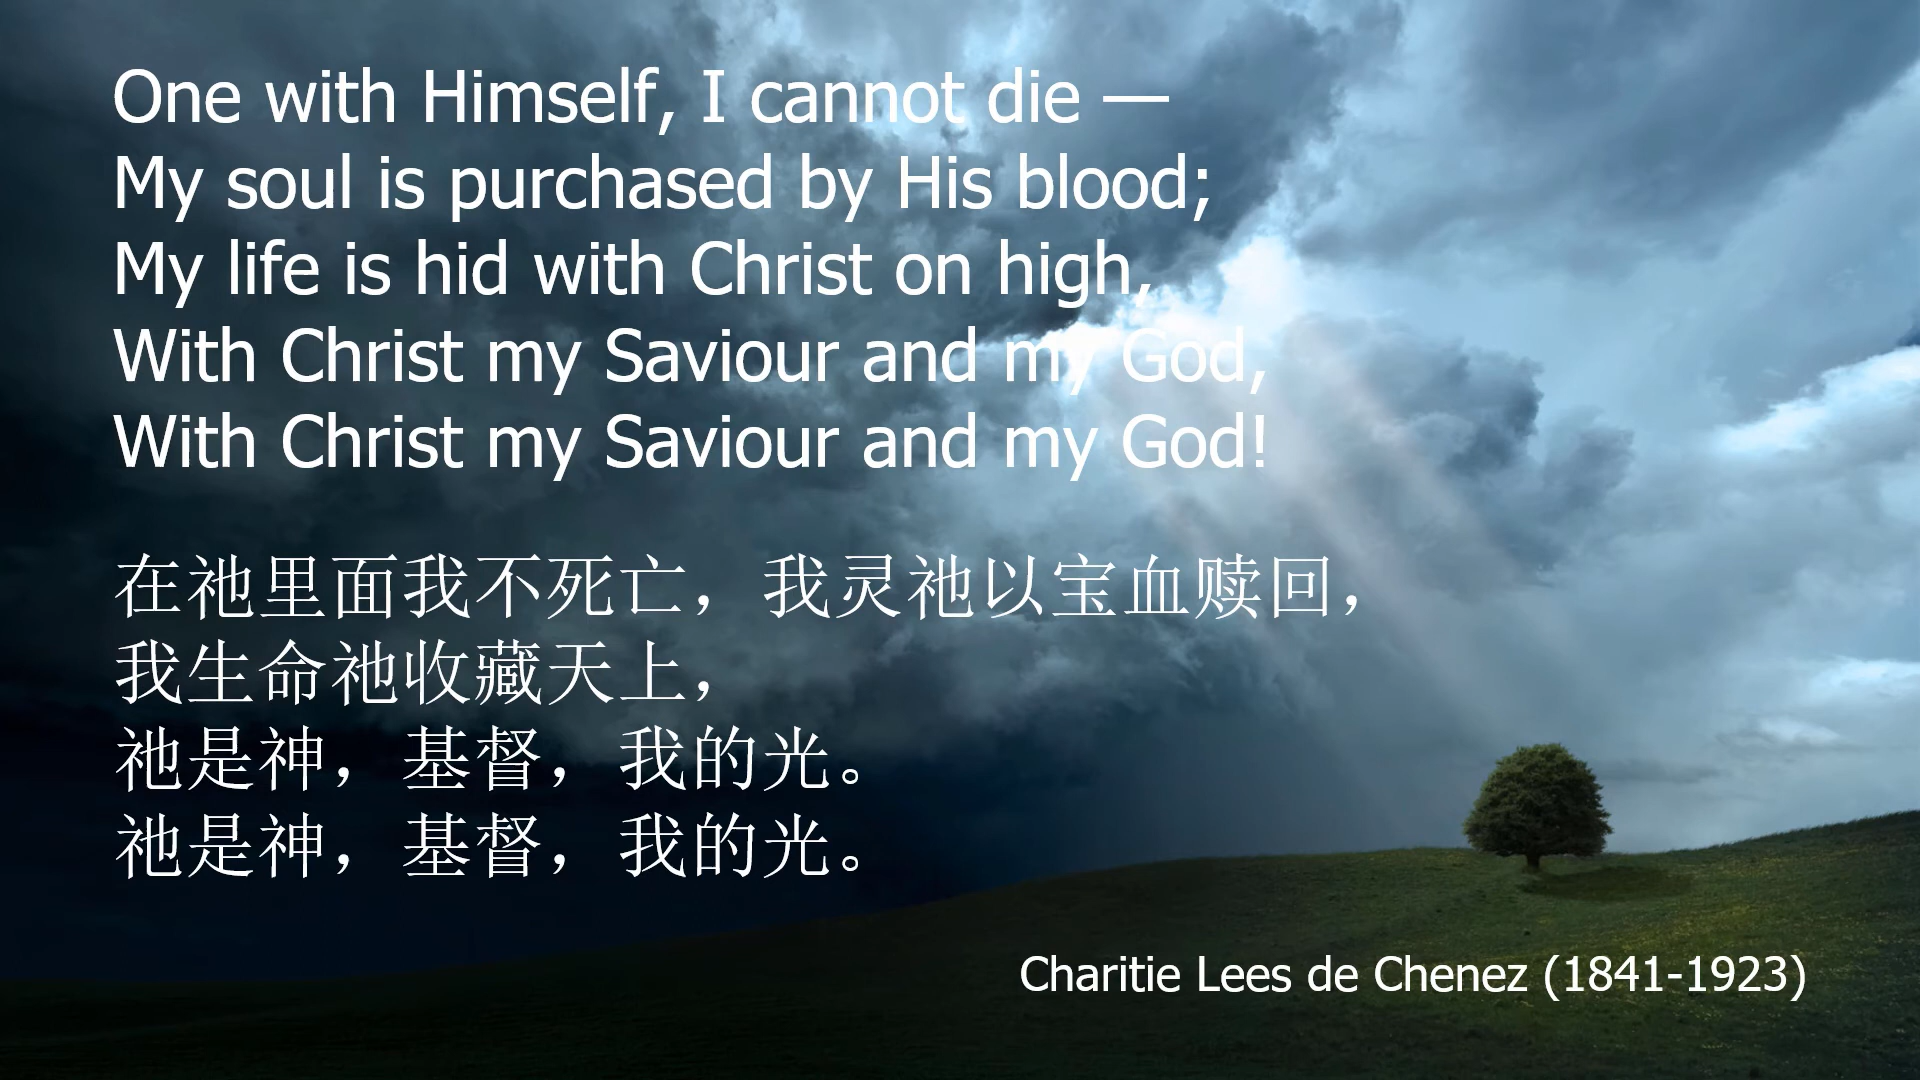 One with Himself, I cannot die —
My soul is purchased by His blood;
My life is hid with Christ on high,
With Christ my Saviour and my God,
With Christ my Saviour and my God!
在祂里面我不死亡，我灵祂以宝血赎回，
我生命祂收藏天上，
祂是神，基督，我的光。
祂是神，基督，我的光。
Charitie Lees de Chenez (1841-1923)